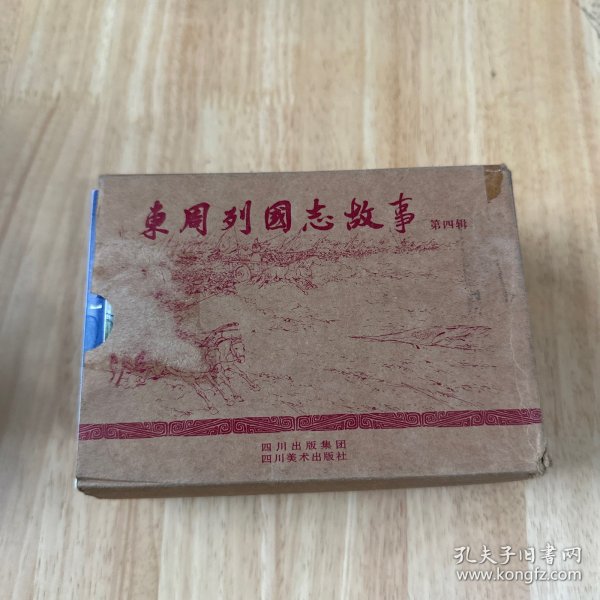 東周列國志故事 第四辑
四川出版集团
四川美术出版社
孔夫子旧书网
www.kongfz.com